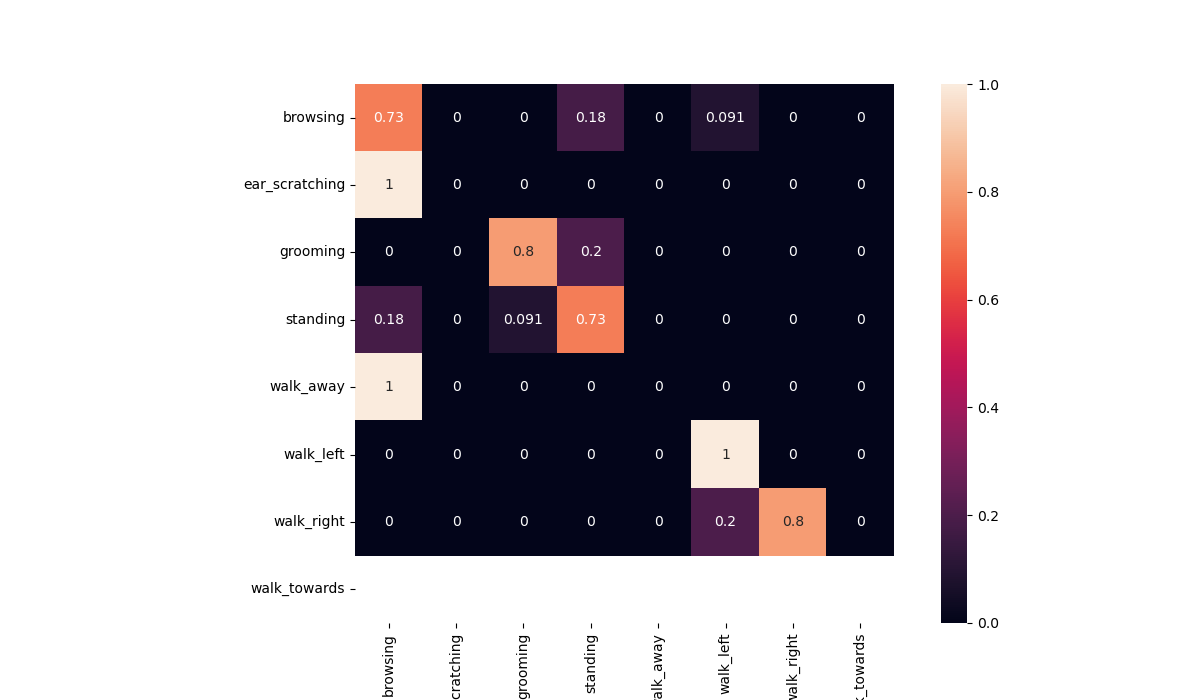 browsing 0.73 0 0 0.18 0 0.091 0 0 1.0
ear_scratching 1 0 0 0 0 0 0 0
0.8
grooming 0 0 0.8 0.2 0 0 0 0
0.6
standing 0.18 0 0.091 0.73 0 0 0 0
walk_away 1 0 0 0 0 0 0 0
0.4
walk_left 0 0 0 0 0 1 0 0
walk_right 0 0 0 0 0 0.2 0.8 0
0.2
walk_towards
0.0
browsing
cratching
grooming
standing
alk_away
walk_left
walk_right
_towards